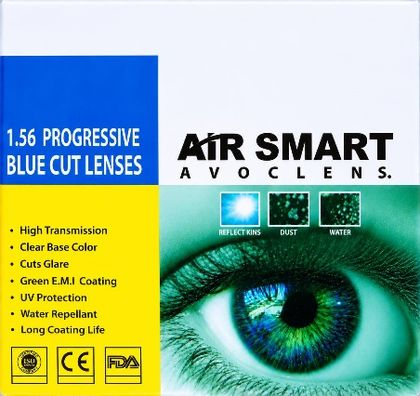 1.56 PROGRESSIVE
BLUE CUT LENSES
AIR SMART
AVOCLENS.
REFLECT KINS
DUST
WATER
• High Transmission
• Clear Base Color
• Cuts Glare
• Green E.M.I Coating
• UV Protection
• Water Repellant
• Long Coating Life
ISO
CE
FDA